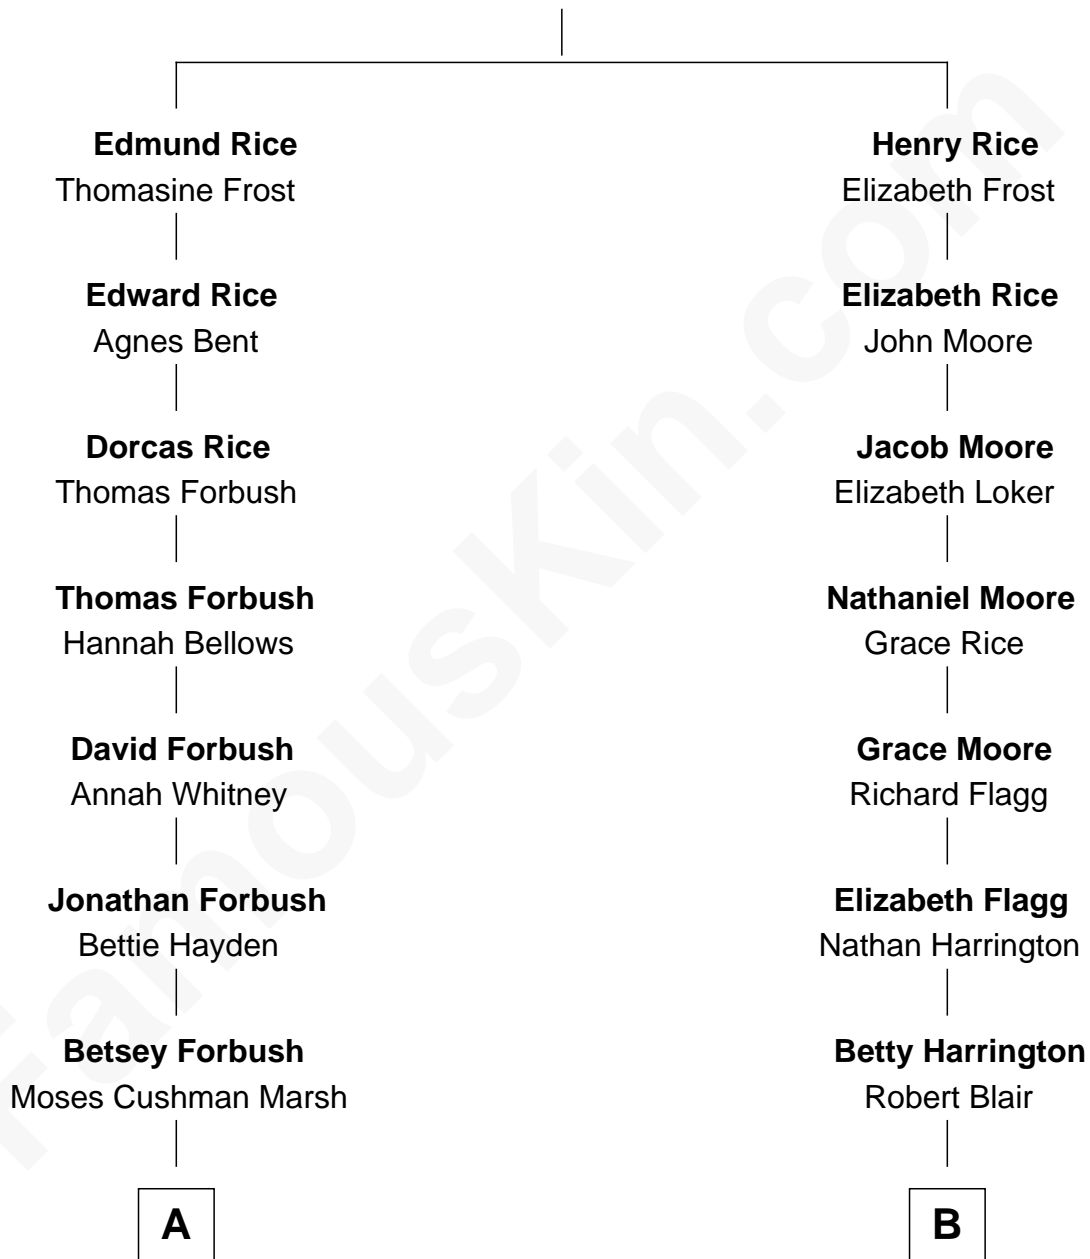 Edmund Rice
Thomasine Frost
Edward Rice
Agnes Bent
Dorcas Rice
Thomas Forbush
Thomas Forbush
Hannah Bellows
David Forbush
Annah Whitney
Jonathan Forbush
Bettie Hayden
Betsey Forbush
Moses Cushman Marsh
A
Henry Rice
Elizabeth Frost
Elizabeth Rice
John Moore
Jacob Moore
Elizabeth Loker
Nathaniel Moore
Grace Rice
Grace Moore
Richard Flagg
Elizabeth Flagg
Nathan Harrington
Betty Harrington
Robert Blair
B
FamousKin.com